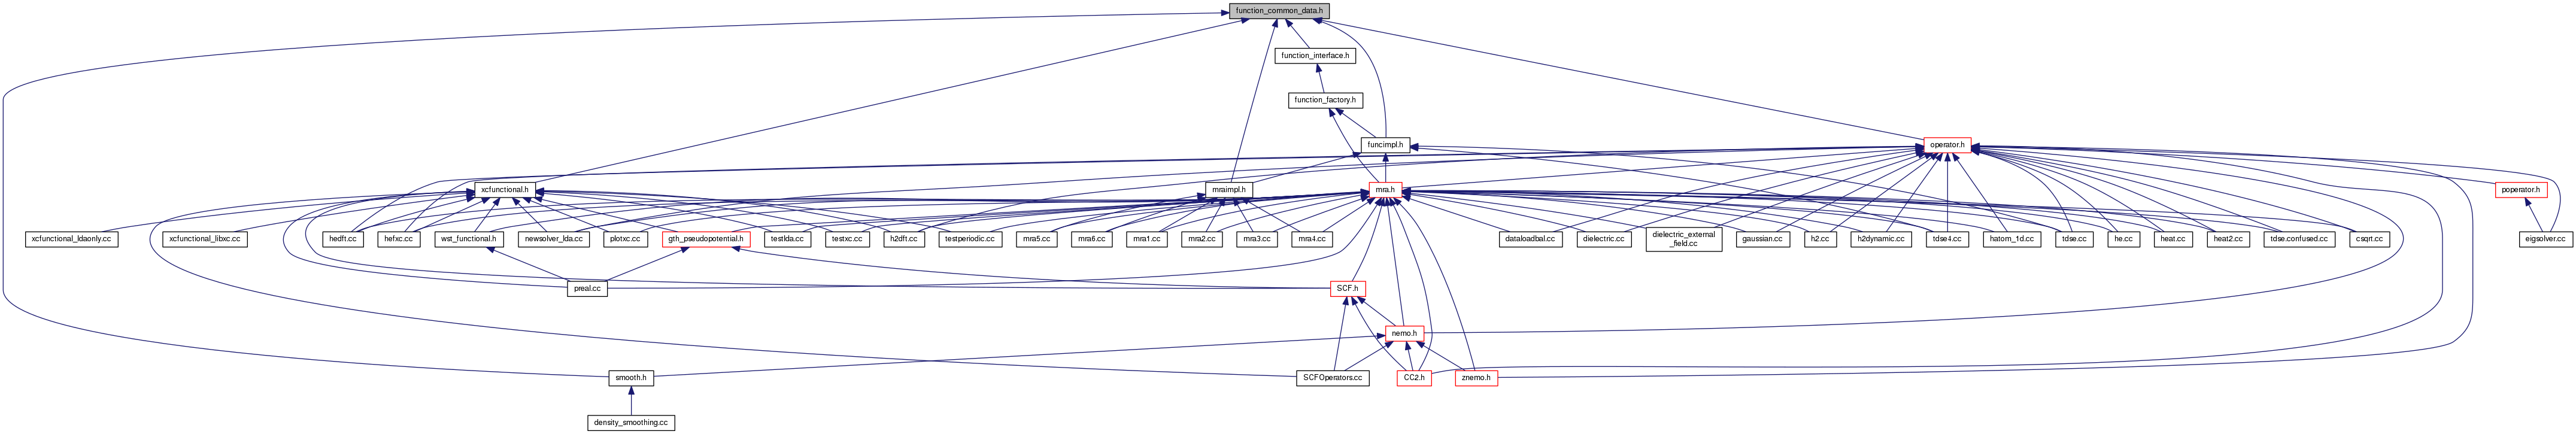 function_common_data.h
function_interface.h
function_factory.h
funcimpl.h
operator.h
xcfunctional.h
mraimpl.h
mra.h
poperator.h
xcfunctional_ldaonly.cc
xcfunctional_libxc.cc
hedft.cc
hefxc.cc
wst_functional.h
newsolver_lda.cc
plotxc.cc
gth_pseudopotential.h
testlda.cc
testxc.cc
h2dft.cc
testperiodic.cc
mra5.cc
mra6.cc
mra1.cc
mra2.cc
mra3.cc
mra4.cc
dataloadbal.cc
dielectric.cc
dielectric_external
_field.cc
gaussian.cc
h2.cc
h2dynamic.cc
tdse4.cc
hatom_1d.cc
tdse.cc
he.cc
heat.cc
heat2.cc
tdse.confused.cc
csqrt.cc
eigsolver.cc
preal.cc
SCF.h
nemo.h
smooth.h
SCFOperators.cc
CC2.h
znemo.h
density_smoothing.cc